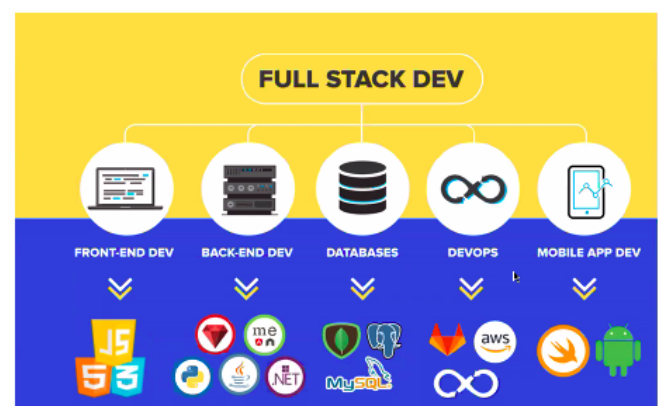 FULL STACK DEV
FRONT-END DEV
BACK-END DEV
DATABASES
DEVOPS
MOBILE APP DEV
JS
5
3
me
an
.NET
MySQL
aws